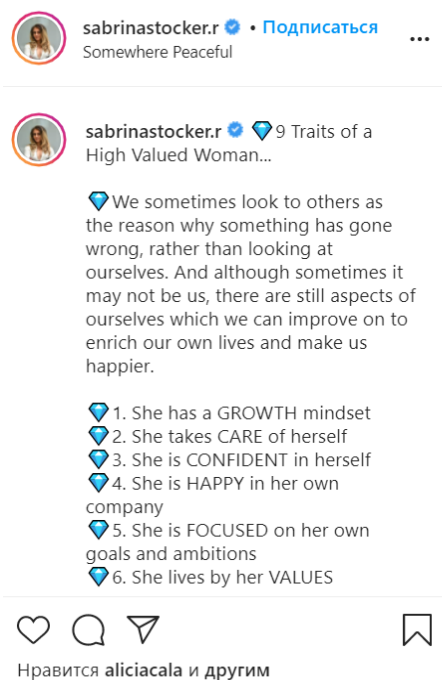 sabrinastocker.r • Подписаться
Somewhere Peaceful
sabrinastocker.r 💎9 Traits of a
High Valued Woman...
💎We sometimes look to others as
the reason why something has gone
wrong, rather than looking at
ourselves. And although sometimes it
may not be us, there are still aspects of
ourselves which we can improve on to
enrich our own lives and make us
happier.
💎1. She has a GROWTH mindset
💎2. She takes CARE of herself
💎3. She is CONFIDENT in herself
💎4. She is HAPPY in her own
company
💎5. She is FOCUSED on her own
goals and ambitions
💎6. She lives by her VALUES
Нравится aliciacala и другим